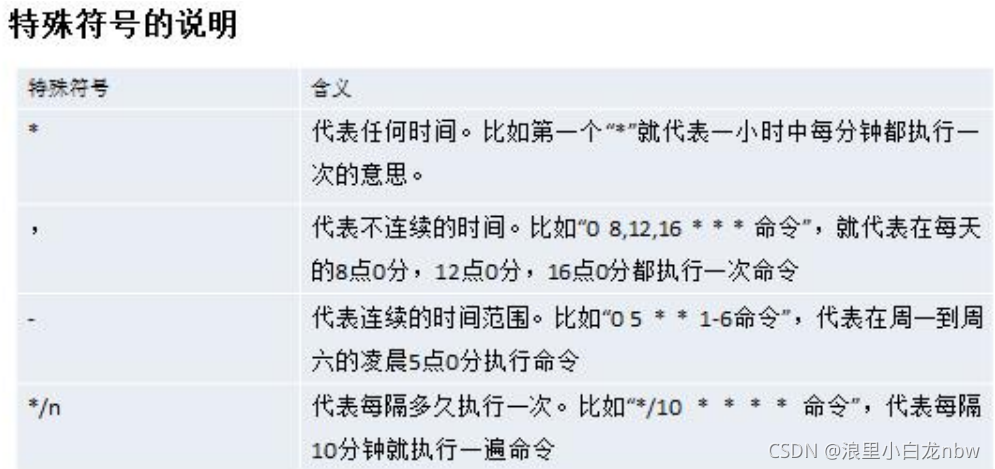 特殊符号的说明
特殊符号 含义
* 代表任何时间。比如第一个“*”就代表一小时中每分钟都执行一
次的意思。
， 代表不连续的时间。比如“0 8,12,16 * * * 命令”，就代表在每天
的8点0分，12点0分，16点0分都执行一次命令
- 代表连续的时间范围。比如“0 5 * * 1-6命令”，代表在周一到周
六的凌晨5点0分执行命令
*/n 代表每隔多久执行一次。比如“*/10 * * * * 命令”，代表每隔
10分钟就执行一遍命令
CSDN @浪里小白龙nbw